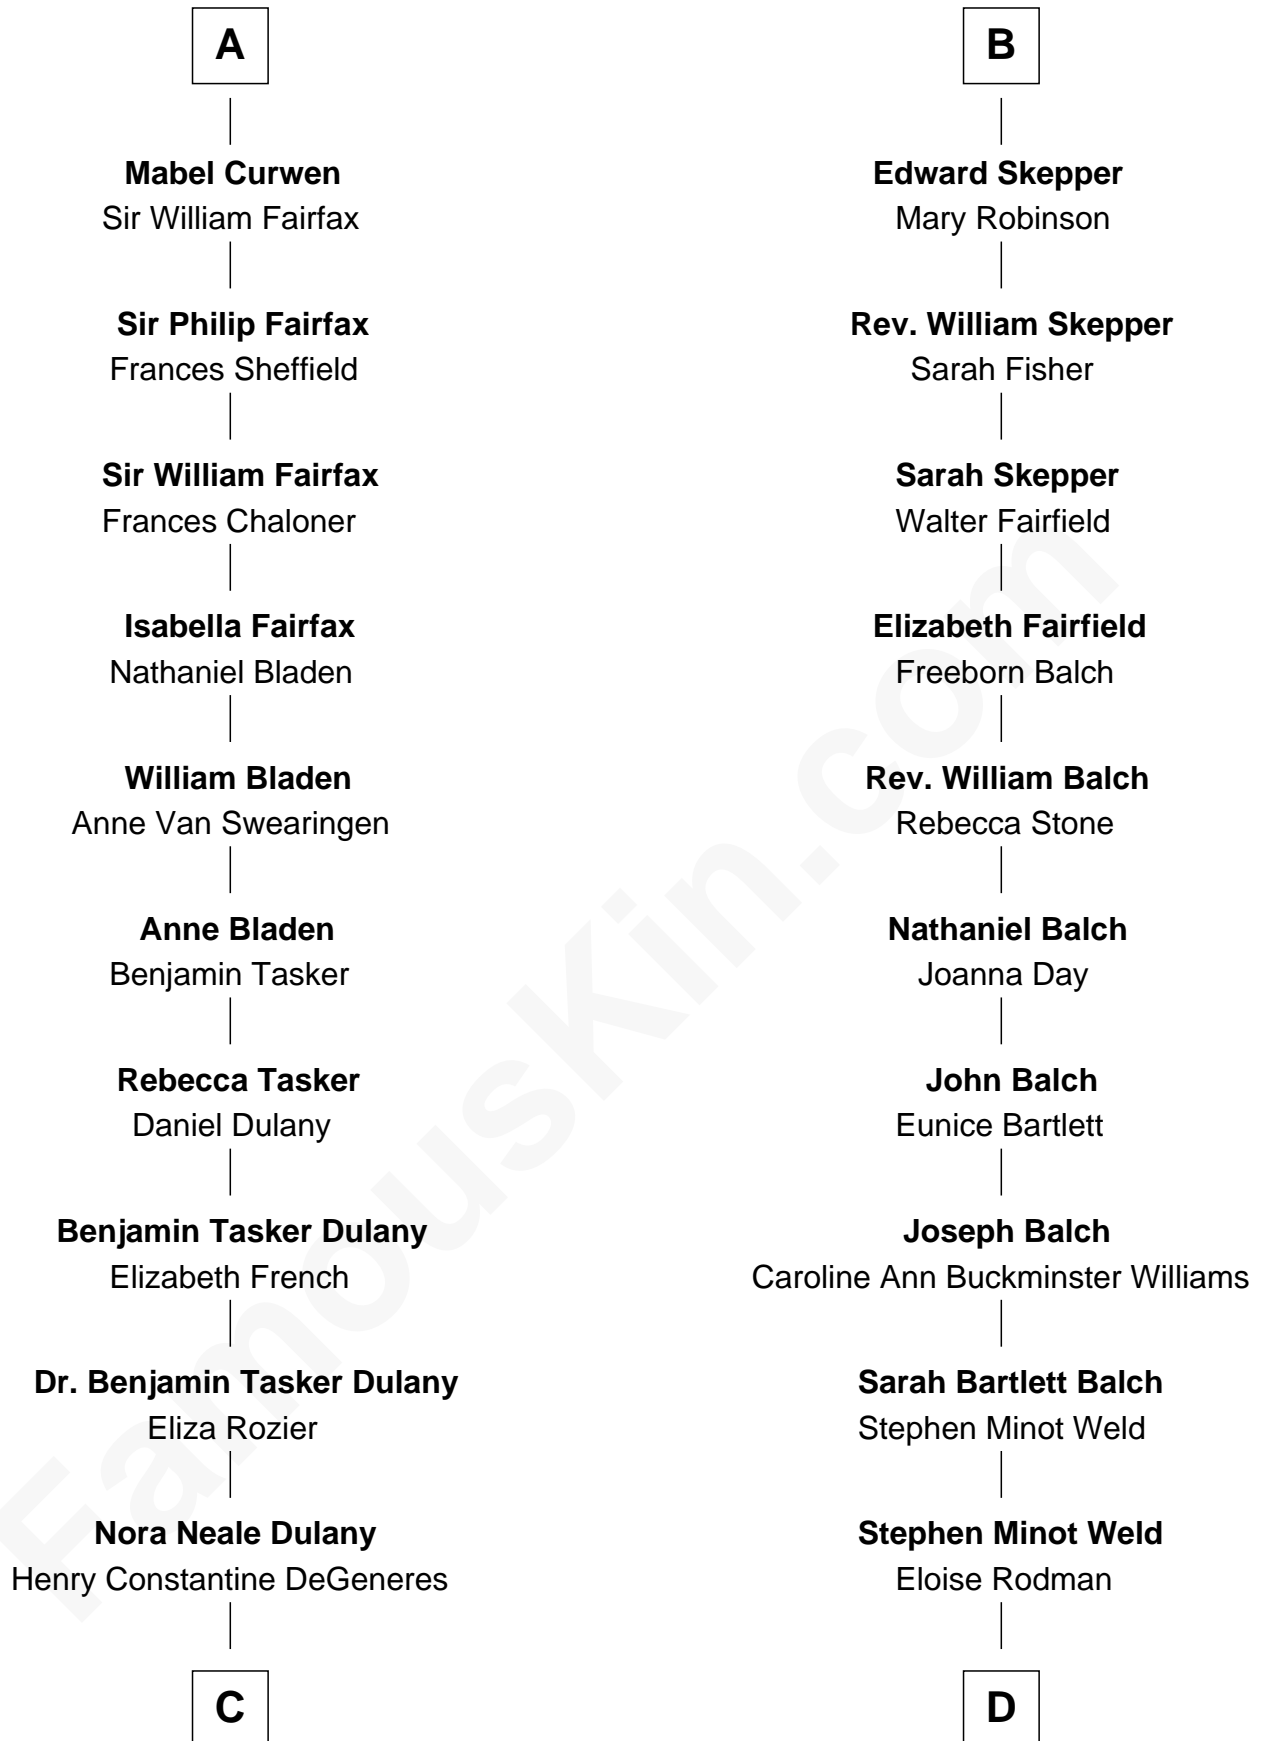 A
Mabel Curwen
Sir William Fairfax
Sir Philip Fairfax
Frances Sheffield
Sir William Fairfax
Frances Chaloner
Isabella Fairfax
Nathaniel Bladen
William Bladen
Anne Van Swearingen
Anne Bladen
Benjamin Tasker
Rebecca Tasker
Daniel Dulany
Benjamin Tasker Dulany
Elizabeth French
Dr. Benjamin Tasker Dulany
Eliza Rozier
Nora Neale Dulany
Henry Constantine DeGeneres
C
B
Edward Skepper
Mary Robinson
Rev. William Skepper
Sarah Fisher
Sarah Skepper
Walter Fairfield
Elizabeth Fairfield
Freeborn Balch
Rev. William Balch
Rebecca Stone
Nathaniel Balch
Joanna Day
John Balch
Eunice Bartlett
Joseph Balch
Caroline Ann Buckminster Williams
Sarah Bartlett Balch
Stephen Minot Weld
Stephen Minot Weld
Eloise Rodman
D
FamousKin.com